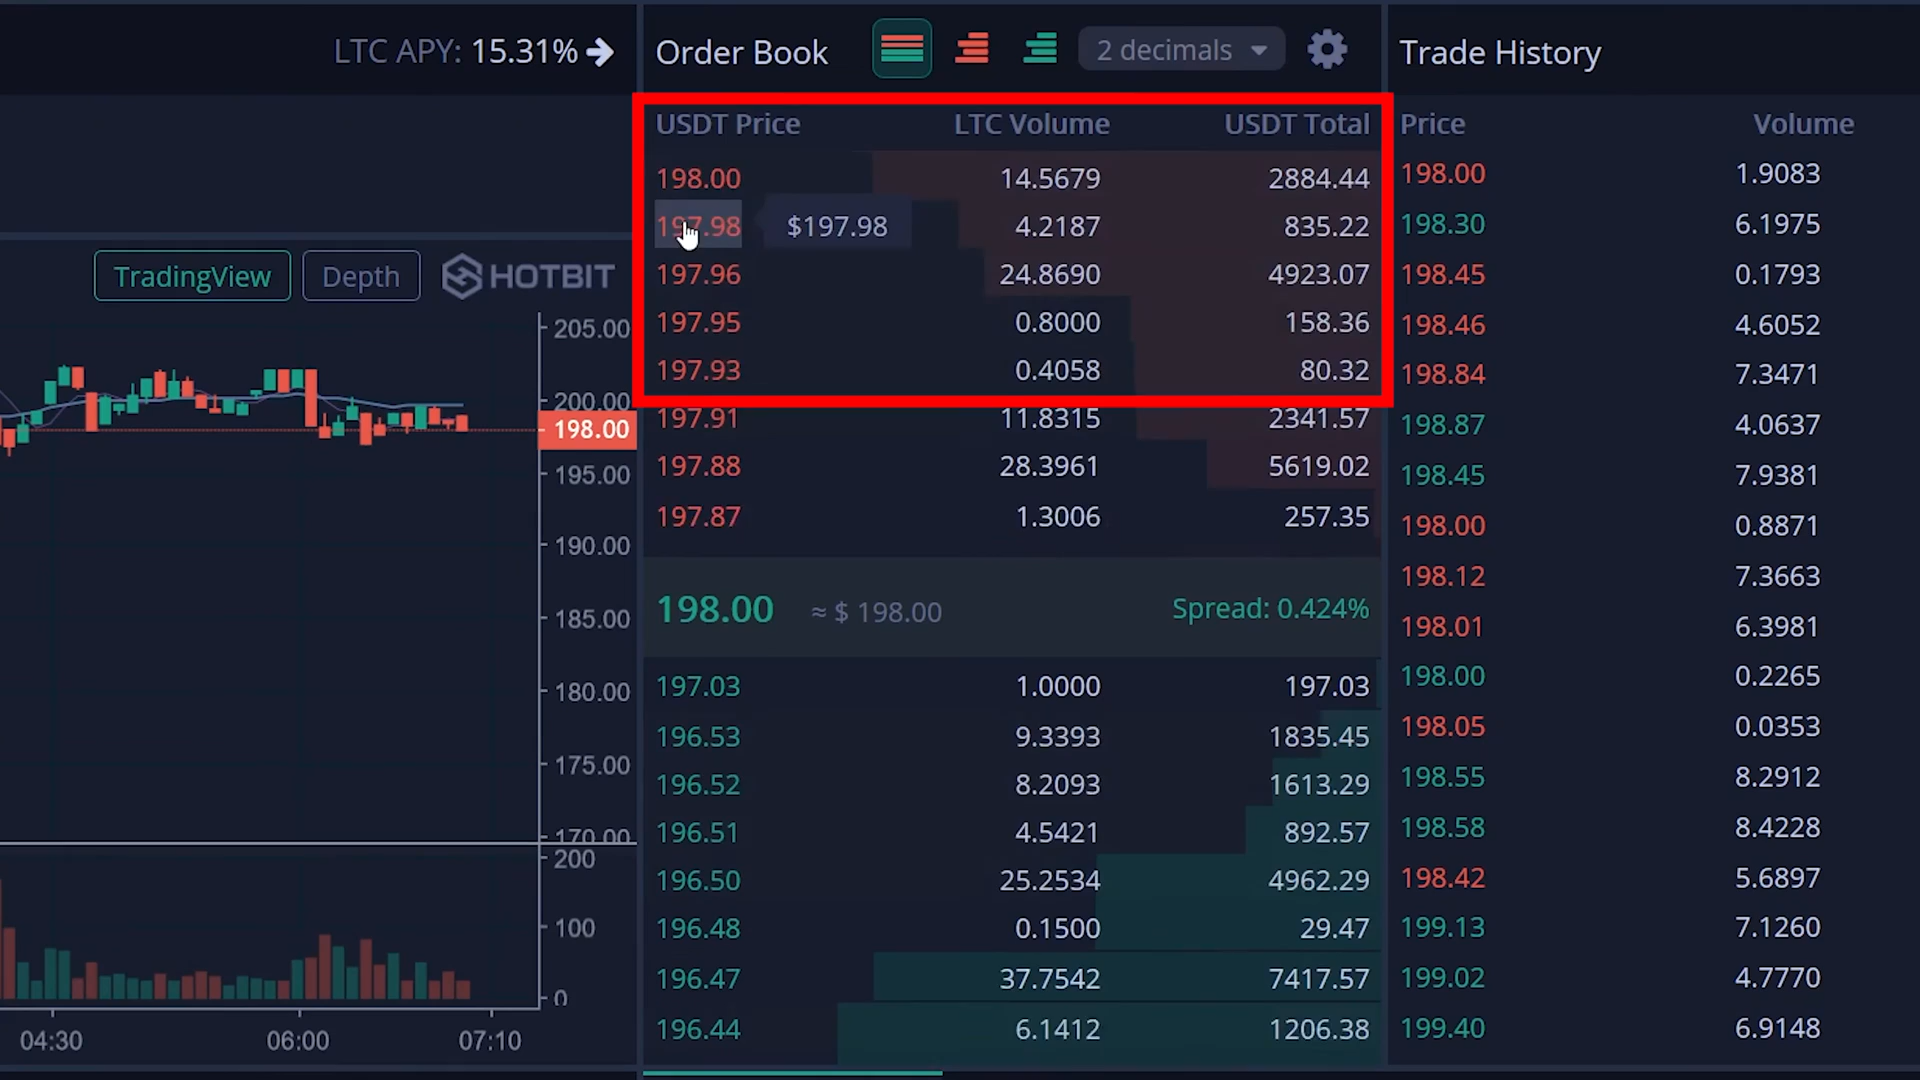 LTC APY: 15.31%
TradingView Depth HOTBIT
205.00
200.00
198.00
195.00
190.00
185.00
180.00
175.00
170.00
200
100
0
04:30 06:00 07:10
Order Book 2 decimals
USDT Price LTC Volume USDT Total
198.00 14.5679 2884.44
197.98 $197.98 4.2187 835.22
197.96 24.8690 4923.07
197.95 0.8000 158.36
197.93 0.4058 80.32
197.91 11.8315 2341.57
197.88 28.3961 5619.02
197.87 1.3006 257.35
198.00 ≈ $ 198.00 Spread: 0.424%
197.03 1.0000 197.03
196.53 9.3393 1835.45
196.52 8.2093 1613.29
196.51 4.5421 892.57
196.50 25.2534 4962.29
196.48 0.1500 29.47
196.47 37.7542 7417.57
196.44 6.1412 1206.38
Trade History
Price Volume
198.00 1.9083
198.30 6.1975
198.45 0.1793
198.46 4.6052
198.84 7.3471
198.87 4.0637
198.45 7.9381
198.00 0.8871
198.12 7.3663
198.01 6.3981
198.00 0.2265
198.05 0.0353
198.55 8.2912
198.58 8.4228
198.42 5.6897
199.13 7.1260
199.02 4.7770
199.40 6.9148